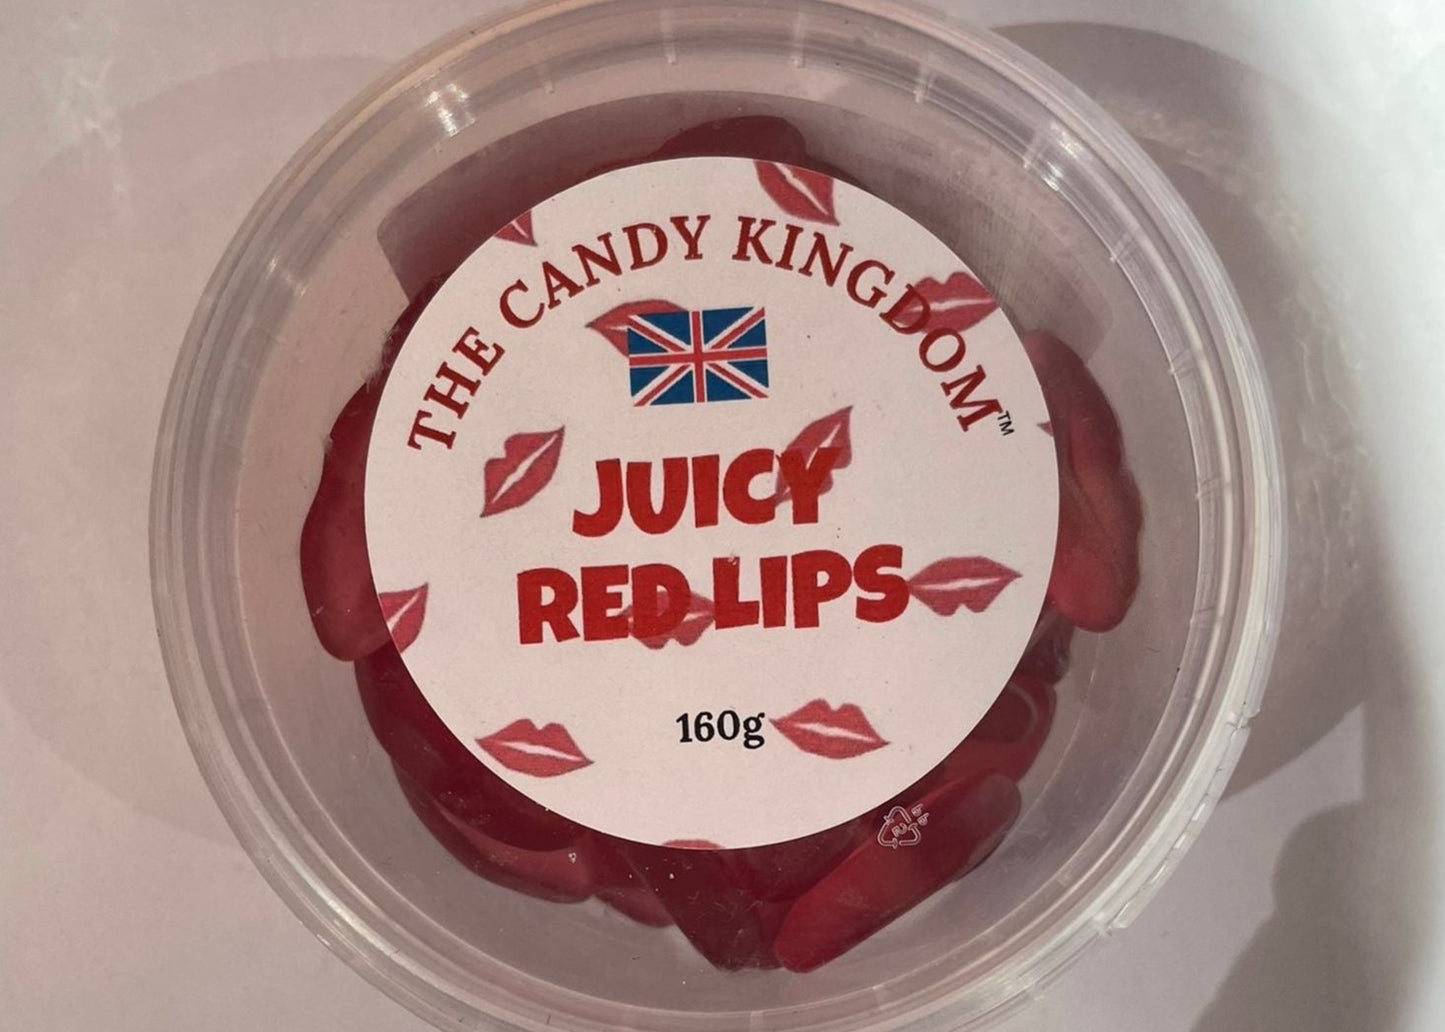 THE CANDY KINGDOM™
JUICY
RED LIPS
160g